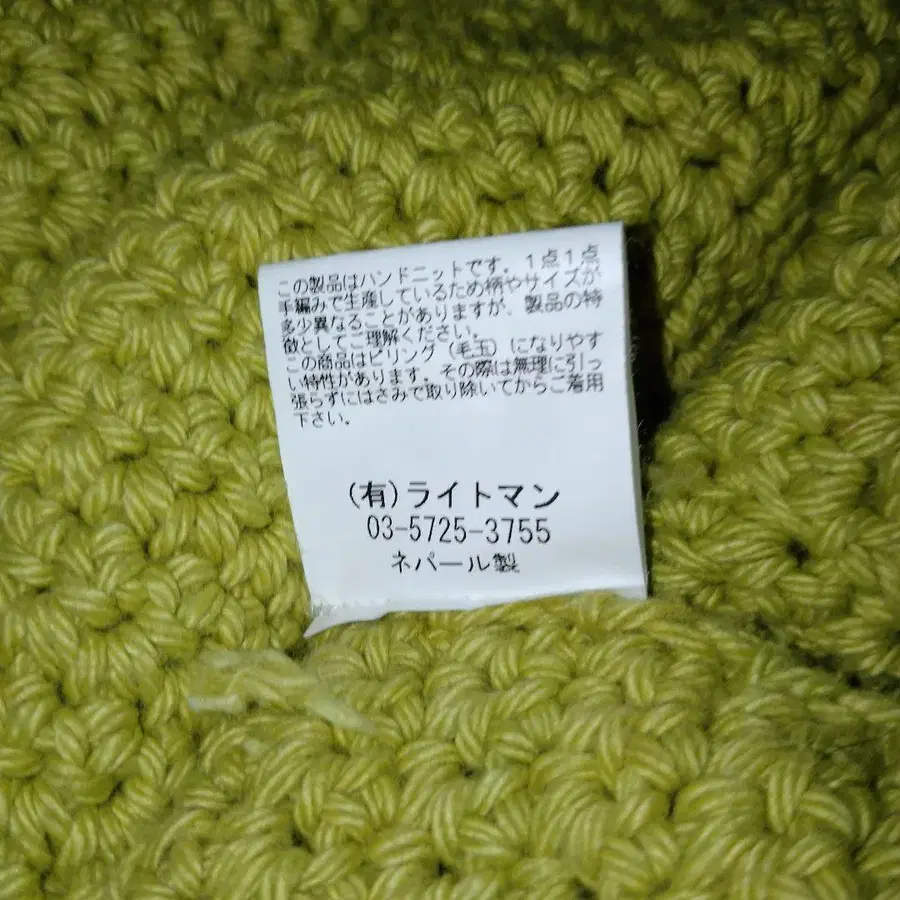 この製品はハンドニットです。1点1点
手編みで生産しているため柄やサイズが
多少異なることがありますが、製品の特
徴としてご理解ください。
この商品はピリング（毛玉）になりやす
い特性があります。その際は無理に引っ
張らずにはさみで取り除いてからご着用
下さい。
(有)ライトマン
03-5725-3755
ネパール製